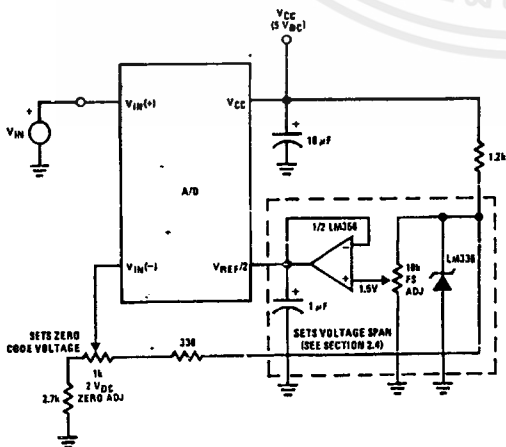 VCC
(5 VDC)
VIN(+)
VCC
+
VIN
+
10 µF
1.2k
A/D
1/2 LM358
VIN(-)
VREF/2
-
+
1.5V
10k
FS
ADJ
LM336
+
1 µF
SETS ZERO
CODE VOLTAGE
330
SETS VOLTAGE SPAN
(SEE SECTION 2.4)
1k
2 VDC
ZERO ADJ
2.7k